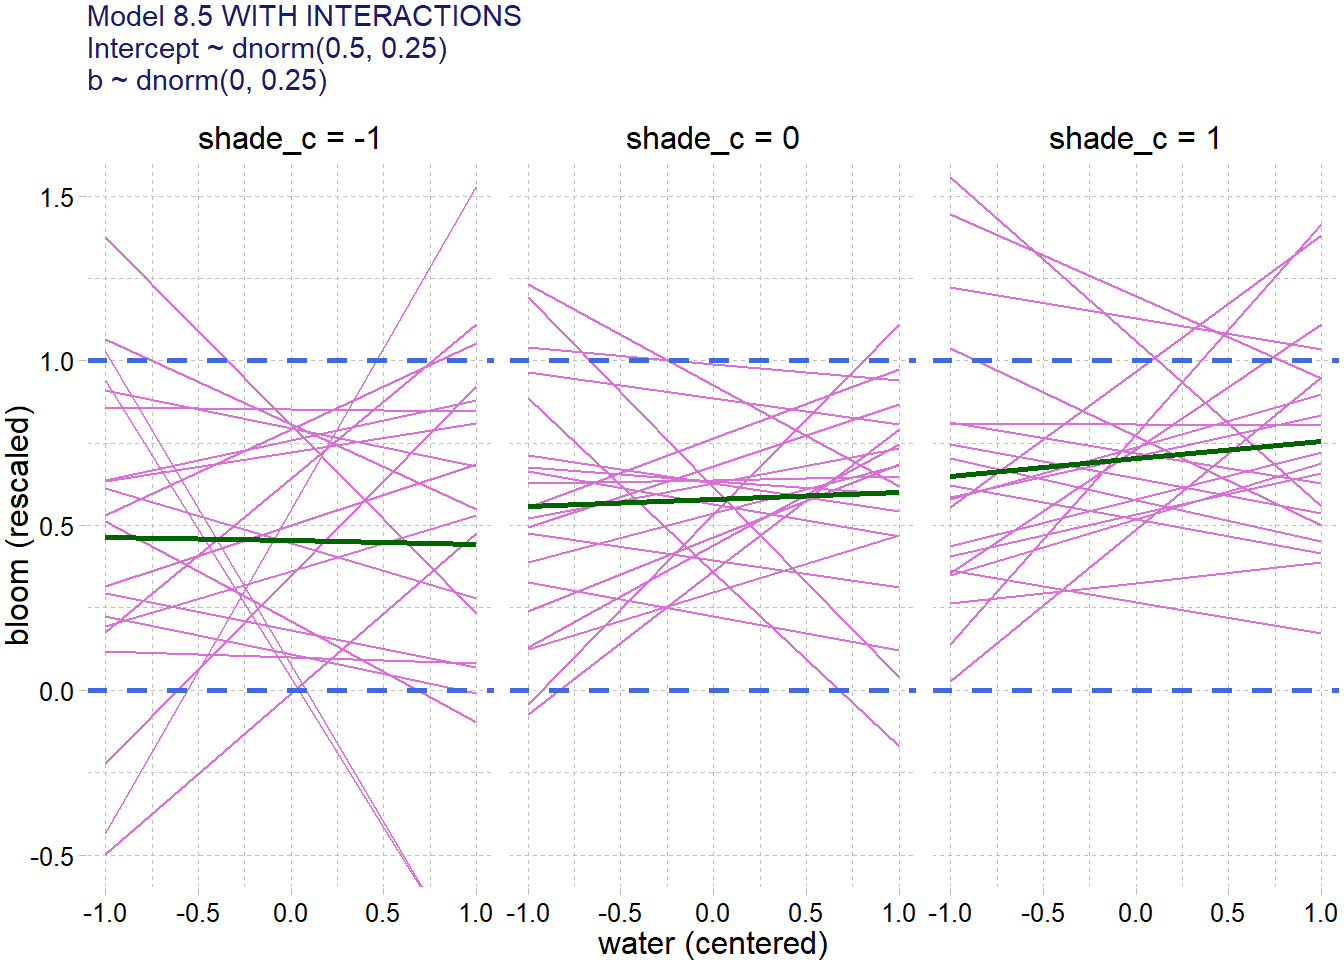 Model 8.5 WITH INTERACTIONS
Intercept ~ dnorm(0.5, 0.25)
b ~ dnorm(0, 0.25)
shade_c = -1
shade_c = 0
shade_c = 1
bloom (rescaled)
1.5
1.0
0.5
0.0
-0.5
-1.0 -0.5 0.0 0.5 1.0
-1.0 -0.5 0.0 0.5 1.0
-1.0 -0.5 0.0 0.5 1.0
water (centered)